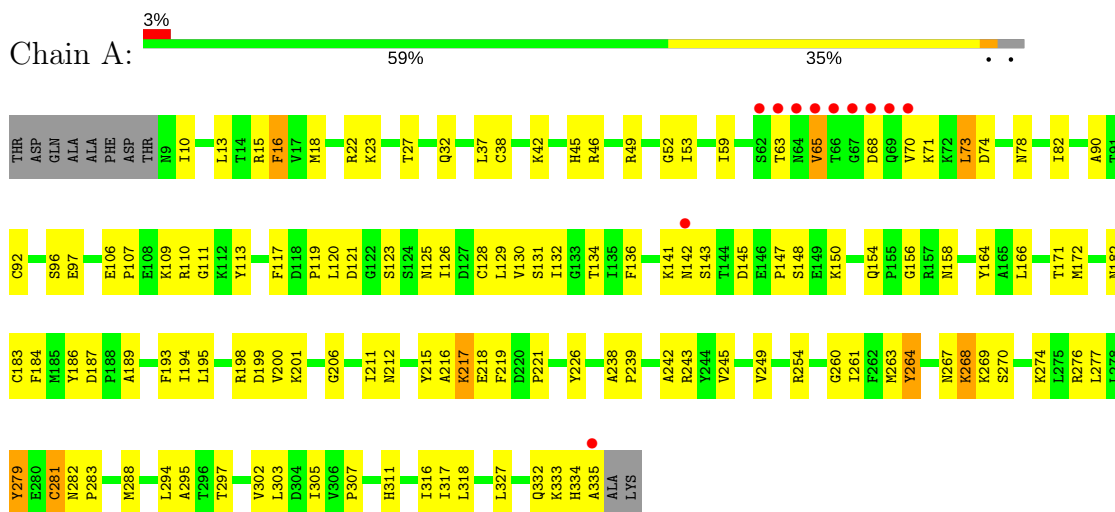 3%
Chain A:
59% 35% • •
THR ASP GLN ALA ALA PHE ASP THR N9 I10 L13 T14 R15 F16 V17 M18 R22 K23 T27 Q32 L37 C38 K42 H45 R46 R49 G52 I53 I59 S62 T63 N64 V65 T66 G67 D68 Q69 V70 K71 K72 L73 D74 N78 I82 A90 T91
C92 S96 E97 E106 P107 E108 K109 R110 G111 K112 Y113 F117 D118 P119 L120 D121 G122 S123 S124 N125 I126 D127 C128 L129 V130 S131 I132 G133 T134 I135 F136 K141 N142 S143 T144 D145 E146 P147 S148 E149 K150 Q154 P155 G156 R157 N158 Y164 A165 L166 T171 M172 N182
C183 F184 M185 Y186 D187 P188 A189 F193 I194 L195 R198 D199 V200 K201 G206 I211 N212 Y215 A216 K217 E218 F219 D220 P221 Y226 A238 P239 A242 R243 Y244 V245 V249 R254 G260 I261 F262 M263 Y264 N267 K268 K269 S270 K274 L275 R276 L277 L278
Y279 E280 C281 N282 P283 M288 L294 A295 T296 T297 V302 L303 D304 I305 V306 P307 H311 I316 I317 L318 L327 Q332 K333 H334 A335 ALA LYS